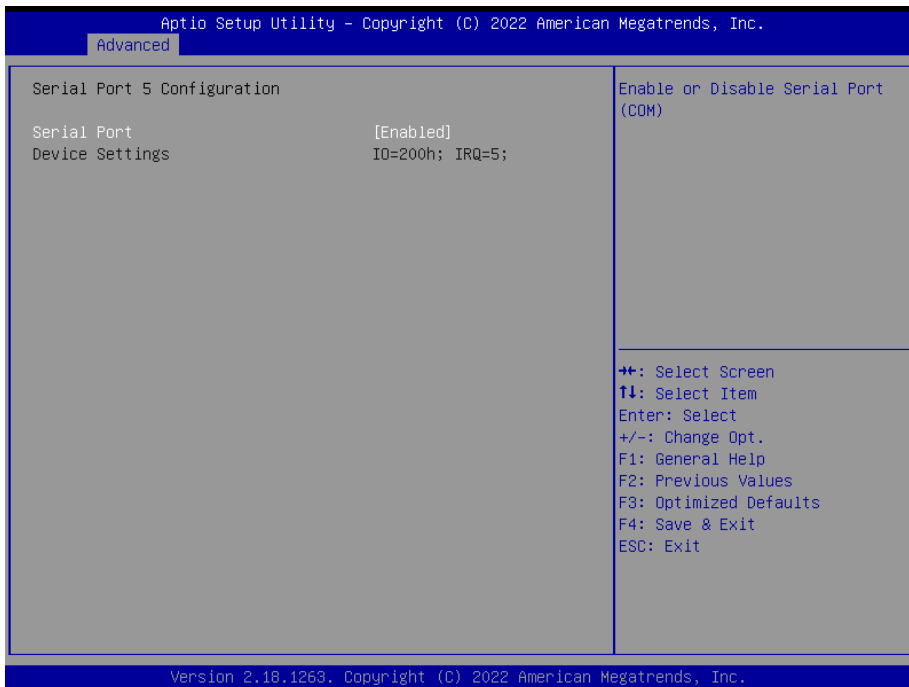 Aptio Setup Utility – Copyright (C) 2022 American Megatrends, Inc.
Advanced
Serial Port 5 Configuration
Serial Port [Enabled]
Device Settings IO=200h; IRQ=5;
Enable or Disable Serial Port
(COM)
→←: Select Screen
↑↓: Select Item
Enter: Select
+/-: Change Opt.
F1: General Help
F2: Previous Values
F3: Optimized Defaults
F4: Save & Exit
ESC: Exit
Version 2.18.1263. Copyright (C) 2022 American Megatrends, Inc.